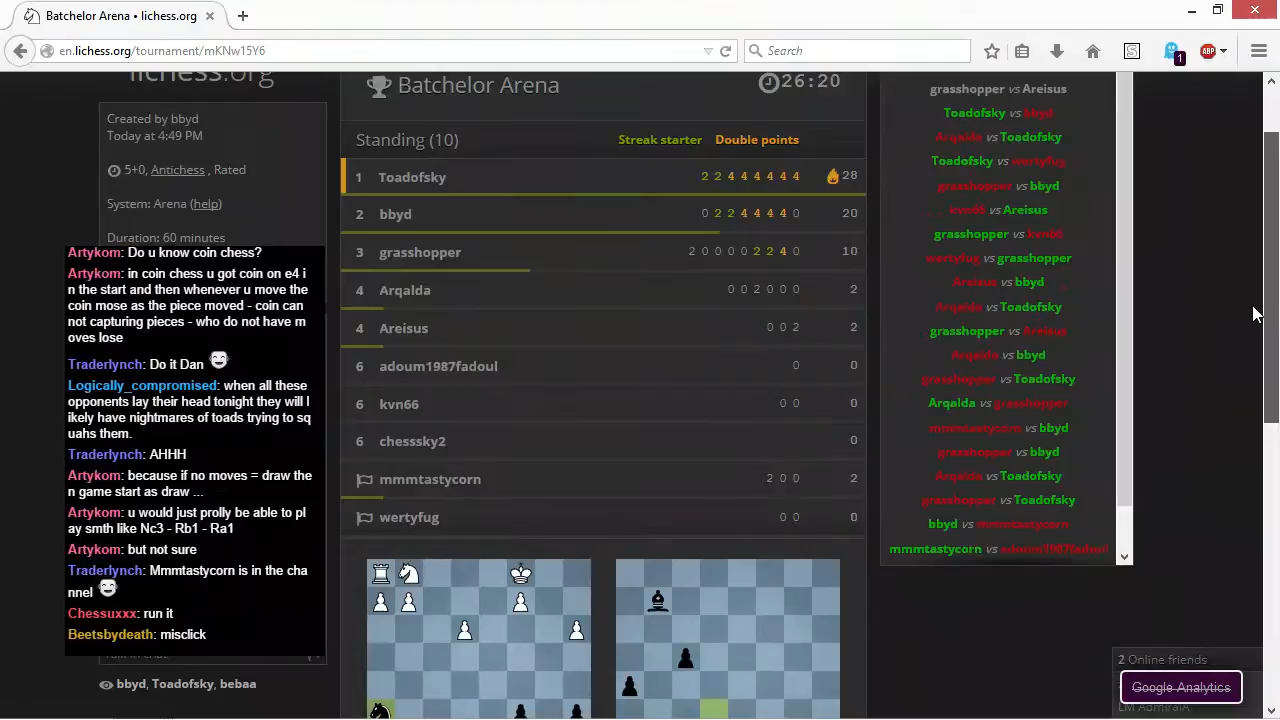 Batchelor Arena • lichess.org
en.lichess.org/tournament/mKNw15Y6
Search
1
ABP
lichess.org
Created by bbyd
Today at 4:49 PM
5+0, Antichess , Rated
System: Arena (help)
Duration: 60 minutes
Artykom: Do u know coin chess?
Artykom: in coin chess u got coin on e4 i
n the start and then whenever u mre the
coin mose as the piece moved - coin can
not capturing pieces - who do not have m
oves lose
Traderlynch: Do it Dan
Logically_compromised: when all these
opponents lay their head tonight they will l
ikely have nightmares of toads trying to sq
uahs them.
Traderlynch: AHHH
Artykom: because if no moves = draw the
n game start as draw ...
Artykom: u would just prolly be able to pl
ay smth like Nc3 - Rb1 - Ra1
Artykom: but not sure
Traderlynch: Mmmtastycorn is in the cha
nnel
Chessuxxx: run it
Beetsbydeath: misclick
bbyd, Toadofsky, bebaa
Batchelor Arena 26:20
Standing (10) Streak starter Double points
1 Toadofsky 2 2 4 4 4 4 4 4 28
2 bbyd 0 2 2 4 4 4 4 0 20
3 grasshopper 2 0 0 0 0 2 2 4 0 10
4 Arqalda 0 0 2 0 0 0 2
4 Areisus 0 0 2 2
6 adoum1987fadoul 0 0
6 kvn66 0 0 0
6 chesssky2 0
mmmtastycorn 2 0 0 2
wertyfug 0 0 0
grasshopper vs Areisus
Toadofsky vs bbyd
Arqalda vs Toadofsky
Toadofsky vs wertyfug
grasshopper vs bbyd
kvn66 vs Areisus
grasshopper vs kvn66
wertyfug vs grasshopper
Areisus vs bbyd
Arqalda vs Toadofsky
grasshopper vs Areisus
Arqalda vs bbyd
grasshopper vs Toadofsky
Arqalda vs grasshopper
mmmtastycorn vs bbyd
grasshopper vs bbyd
Arqalda vs Toadofsky
grasshopper vs Toadofsky
bbyd vs mmmtastycorn
mmmtastycorn vs adoum1987fadoul
2 Online friends
Google Analytics
LM AdmiralA.